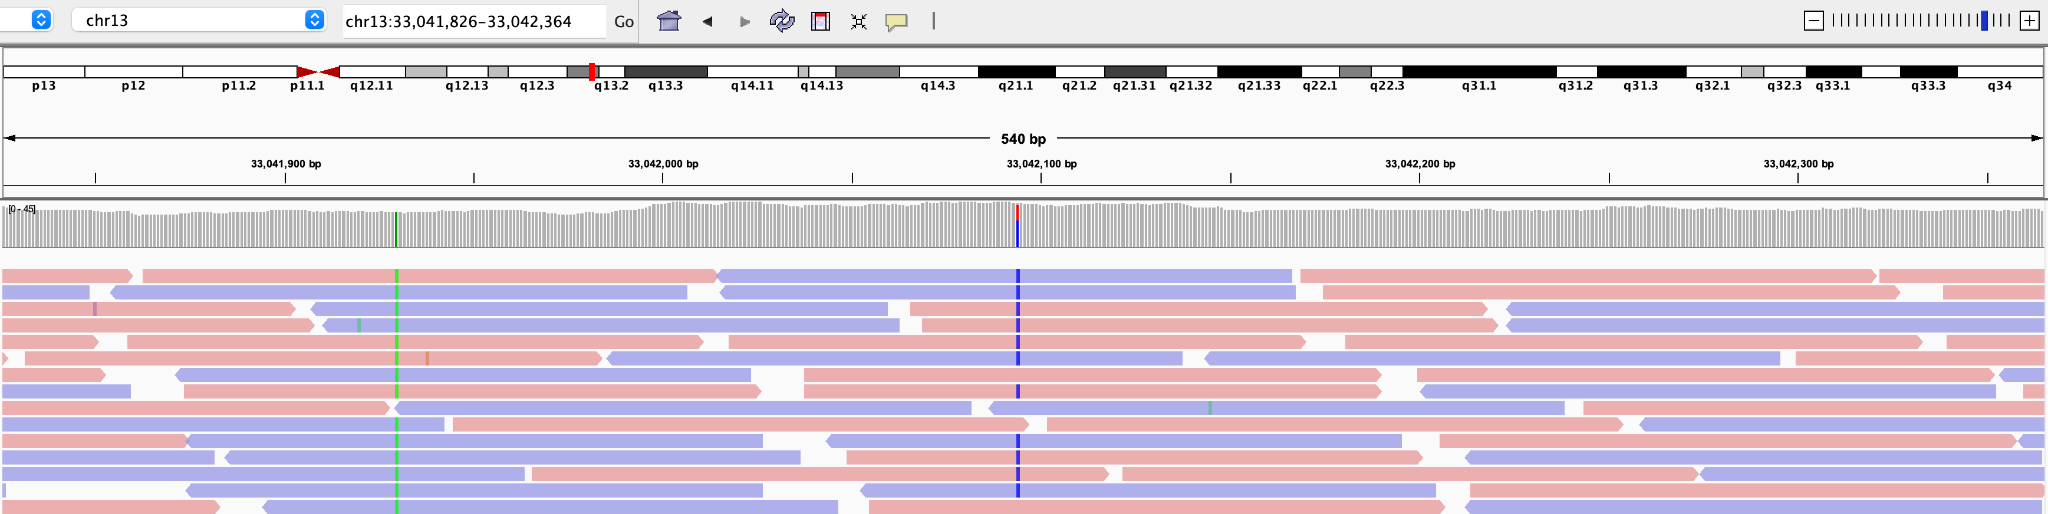 chr13 chr13:33,041,826-33,042,364 Go
p13 p12 p11.2 p11.1 q12.11 q12.13 q12.3 q13.2 q13.3 q14.11 q14.13 q14.3 q21.1 q21.2 q21.31 q21.32 q21.33 q22.1 q22.3 q31.1 q31.2 q31.3 q32.1 q32.3 q33.1 q33.3 q34
540 bp
33,041,900 bp 33,042,000 bp 33,042,100 bp 33,042,200 bp 33,042,300 bp
[0 - 45]